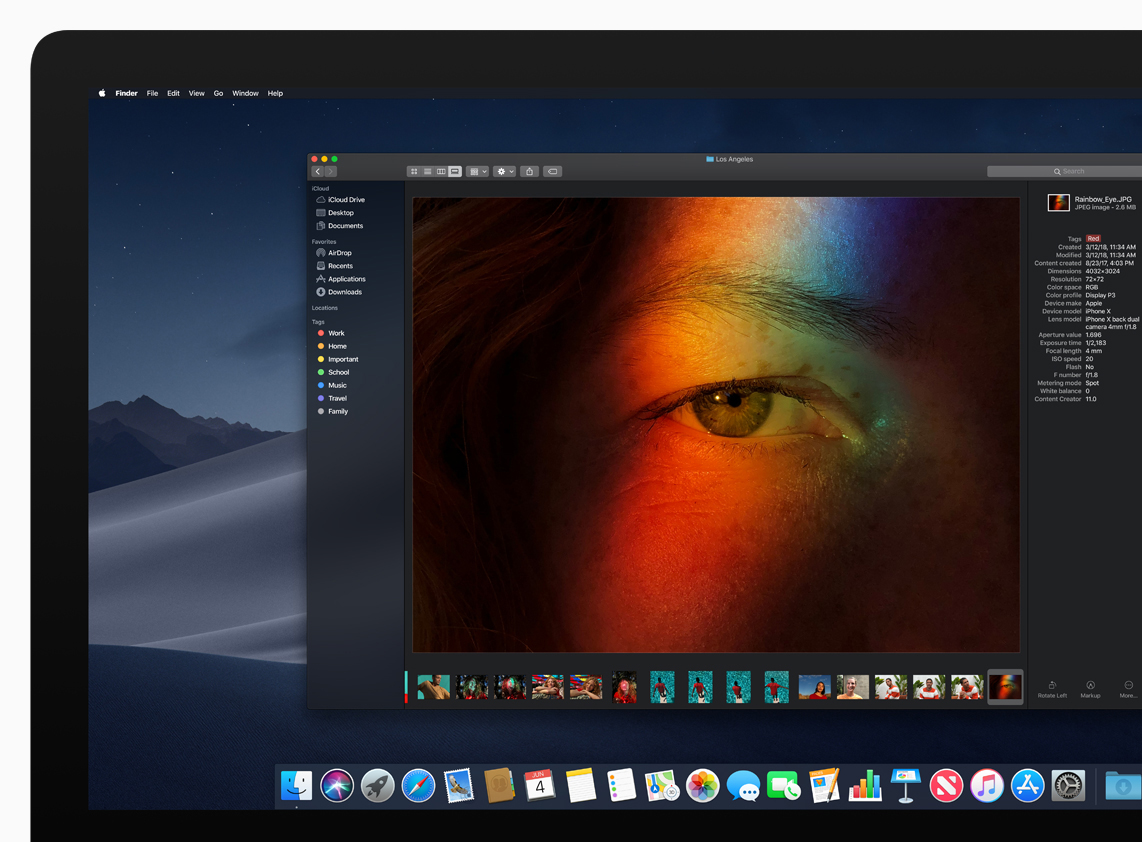 Finder File Edit View Go Window Help
Los Angeles
Search
iCloud
iCloud Drive
Desktop
Documents
Favorites
AirDrop
Recents
Applications
Downloads
Locations
Tags
Work
Home
Important
School
Music
Travel
Family
Rainbow_Eye.JPG
JPEG image - 2.6 MB
Tags Red
Created 3/12/18, 11:34 AM
Modified 3/12/18, 11:34 AM
Content created 8/23/17, 4:03 PM
Dimensions 4032×3024
Resolution 72×72
Color space RGB
Color profile Display P3
Device make Apple
Device model iPhone X
Lens model iPhone X back dual
camera 4mm f/1.8
Aperture value 1.696
Exposure time 1/2,183
Focal length 4 mm
ISO speed 20
Flash No
F number f/1.8
Metering mode Spot
White balance 0
Content Creator 11.0
Rotate Left Markup More...
JUN
4